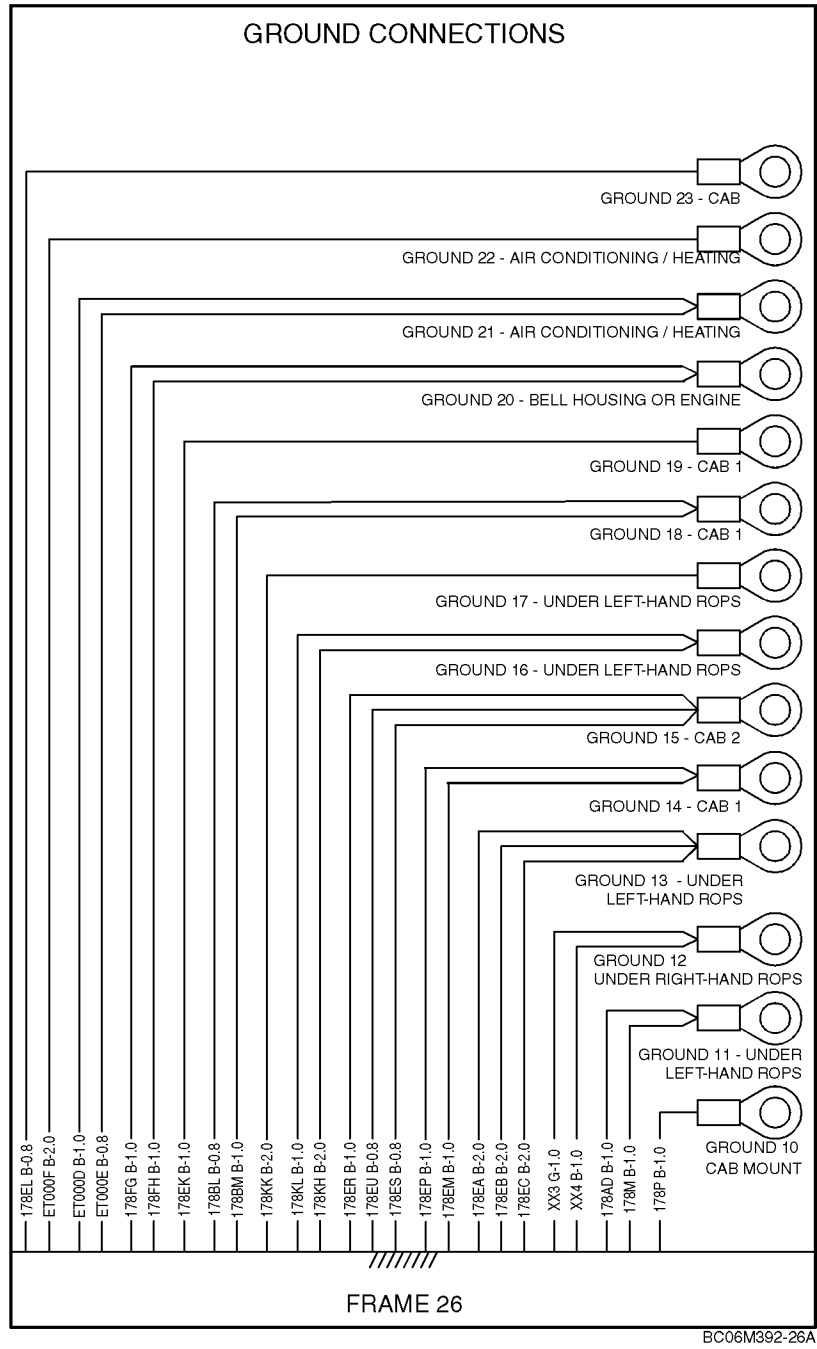 GROUND CONNECTIONS
GROUND 23 - CAB
GROUND 22 - AIR CONDITIONING / HEATING
GROUND 21 - AIR CONDITIONING / HEATING
GROUND 20 - BELL HOUSING OR ENGINE
GROUND 19 - CAB 1
GROUND 18 - CAB 1
GROUND 17 - UNDER LEFT-HAND ROPS
GROUND 16 - UNDER LEFT-HAND ROPS
GROUND 15 - CAB 2
GROUND 14 - CAB 1
GROUND 13 - UNDER
LEFT-HAND ROPS
GROUND 12
UNDER RIGHT-HAND ROPS
GROUND 11 - UNDER
LEFT-HAND ROPS
GROUND 10
CAB MOUNT
178EL B-0.8
ET000F B-2.0
ET000D B-1.0
ET000E B-0.8
178FG B-1.0
178FH B-1.0
178EK B-1.0
178BL B-0.8
178BM B-1.0
178KK B-2.0
178KL B-1.0
178KH B-2.0
178ER B-1.0
178EU B-0.8
178ES B-0.8
178EP B-1.0
178EM B-1.0
178EA B-2.0
178EB B-2.0
178EC B-2.0
XX3 G-1.0
XX4 B-1.0
178AD B-1.0
178M B-1.0
178P B-1.0
FRAME 26
BC06M392-26A